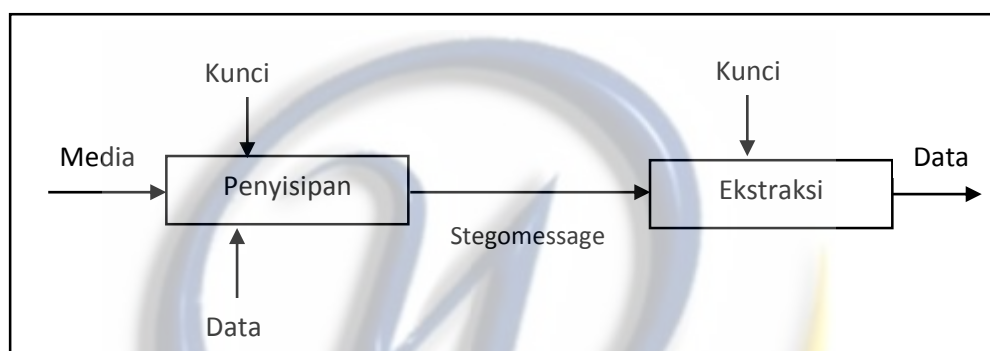 Kunci
Kunci
Media
Penyisipan
Ekstraksi
Data
Stegomessage
Data